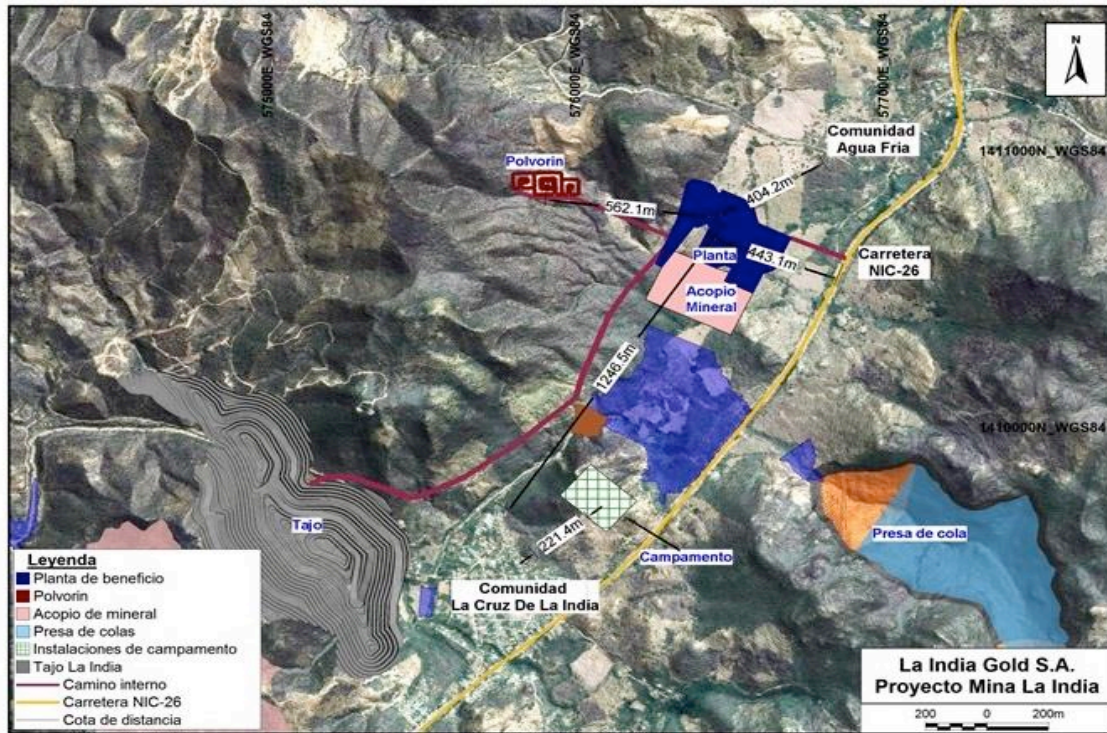 575000E_WGS84
576000E_WGS84
577000E_WGS84
N
Comunidad
Agua Fria
1411000N_WGS84
Polvorin
404.2m
562.1m
Planta
443.1m
Carretera
NIC-26
Acopio
Mineral
1246.5m
1410000N_WGS84
Tajo
Presa de cola
221.4m
Campamento
Comunidad
La Cruz De La India
Leyenda
Planta de beneficio
Polvorin
Acopio de mineral
Presa de colas
Instalaciones de campamento
Tajo La India
Camino interno
Carretera NIC-26
Cota de distancia
La India Gold S.A.
Proyecto Mina La India
200 0 200m